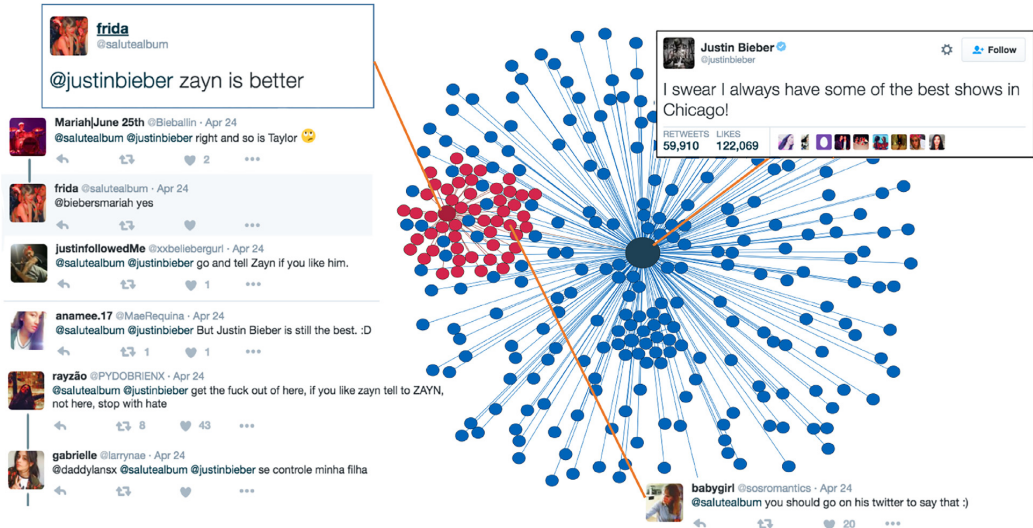 frida
@salutealbum
@justinbieber zayn is better
Mariah|June 25th @Bieballin · Apr 24
@salutealbum @justinbieber right and so is Taylor 🙄
2
frida @salutealbum · Apr 24
@biebersmariah yes
justinfollowedMe @xxbeliebergurl · Apr 24
@salutealbum @justinbieber go and tell Zayn if you like him.
1
anamee.17 @MaeRequina · Apr 24
@salutealbum @justinbieber But Justin Bieber is still the best. :D
1 1
rayzão @PYDOBRIENX · Apr 24
@salutealbum @justinbieber get the fuck out of here, if you like zayn tell to ZAYN,
not here, stop with hate
8 43
gabrielle @larrynae · Apr 24
@daddylansx @salutealbum @justinbieber se controle minha filha
Justin Bieber
@justinbieber
Follow
I swear I always have some of the best shows in
Chicago!
RETWEETS LIKES
59,910 122,069
babygirl @sosromantics · Apr 24
@salutealbum you should go on his twitter to say that :)
20